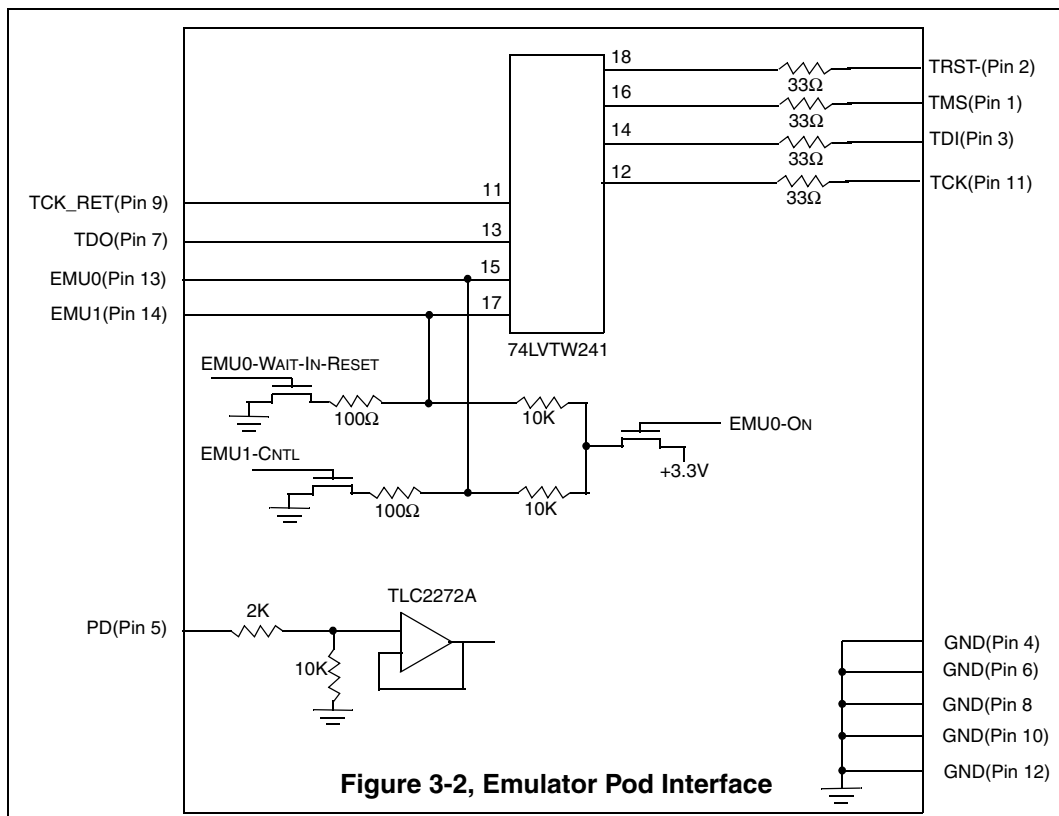 18
TRST-(Pin 2)
33Ω
16
TMS(Pin 1)
33Ω
14
TDI(Pin 3)
33Ω
12
TCK(Pin 11)
33Ω
TCK_RET(Pin 9)
11
TDO(Pin 7)
13
EMU0(Pin 13)
15
EMU1(Pin 14)
17
74LVTW241
EMU0-WAIT-IN-RESET
100Ω
10K
EMU0-ON
+3.3V
EMU1-CNTL
100Ω
10K
TLC2272A
2K
PD(Pin 5)
10K
GND(Pin 4)
GND(Pin 6)
GND(Pin 8
GND(Pin 10)
GND(Pin 12)
Figure 3-2, Emulator Pod Interface